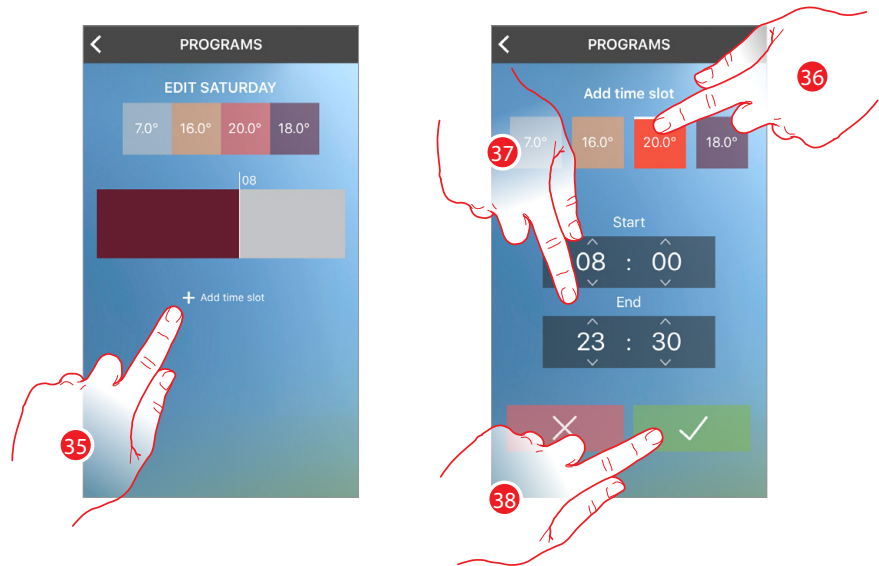 PROGRAMS
EDIT SATURDAY
7.0° 16.0° 20.0° 18.0°
08
+ Add time slot
35
PROGRAMS
36
Add time slot
37
7.0° 16.0° 20.0° 18.0°
Start
08 : 00
End
23 : 30
38